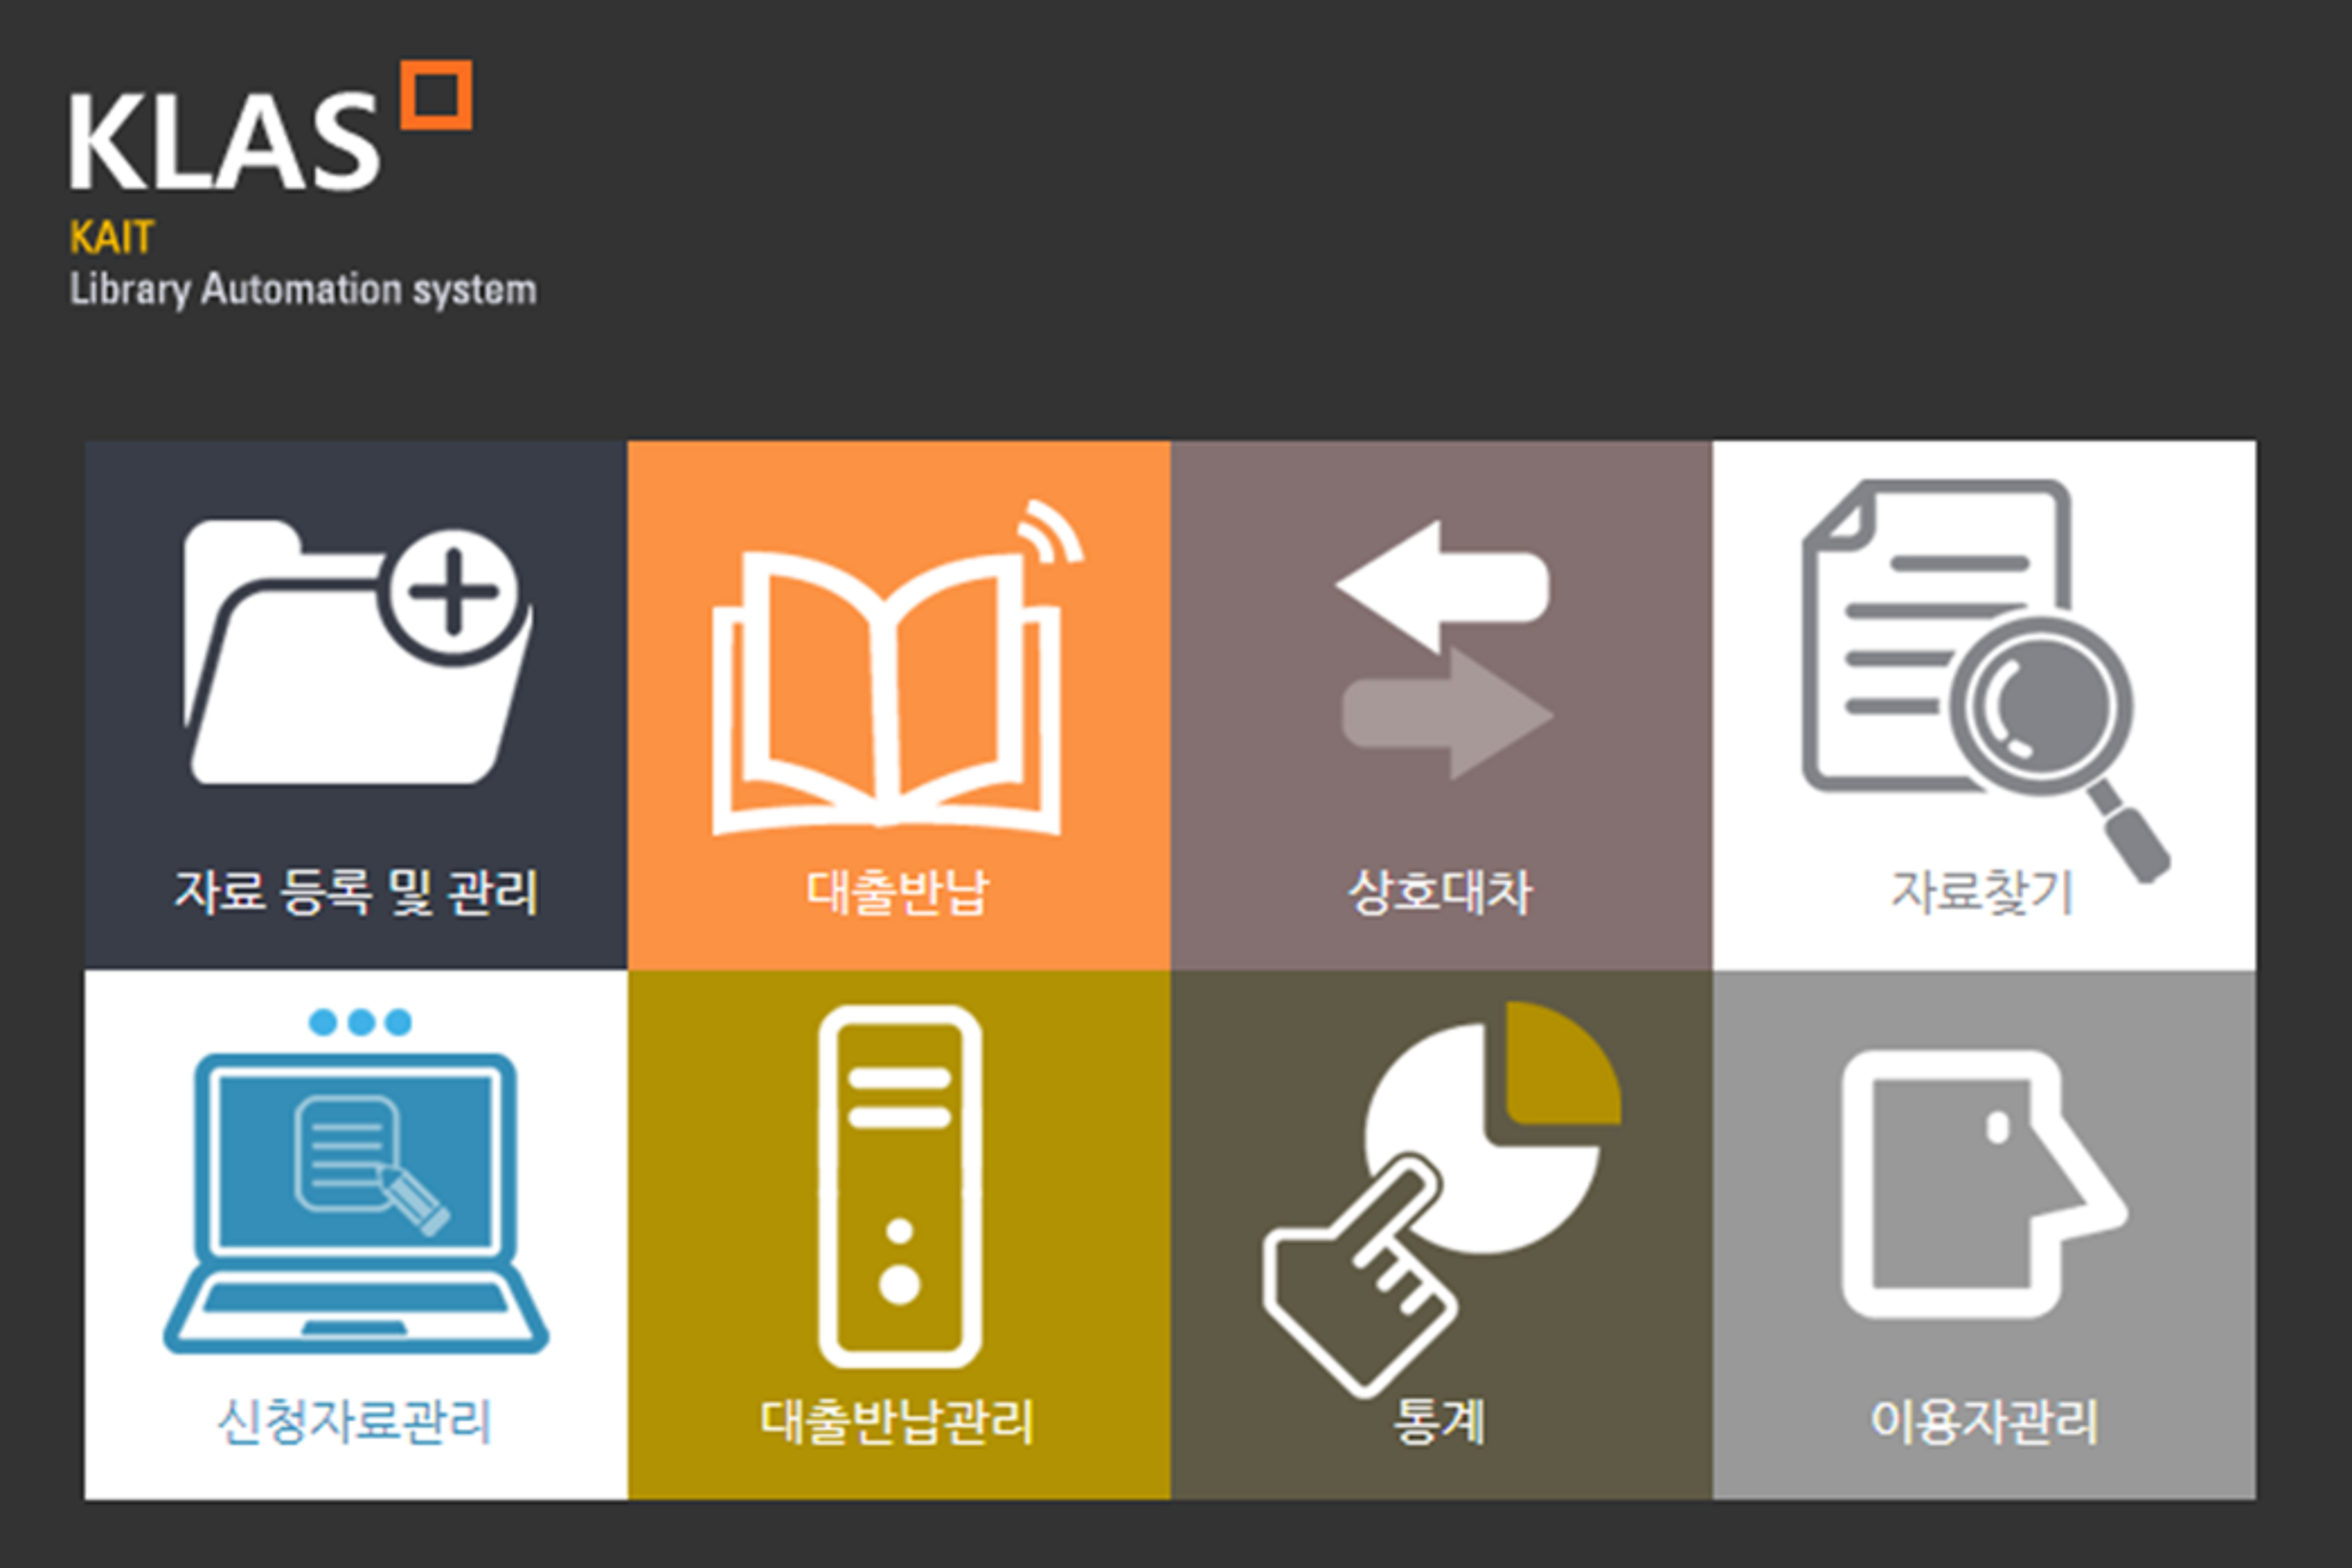 KLAS
KAIT
Library Automation system
자료 등록 및 관리
대출반납
상호대차
자료찾기
신청자료관리
대출반납관리
통계
이용자관리